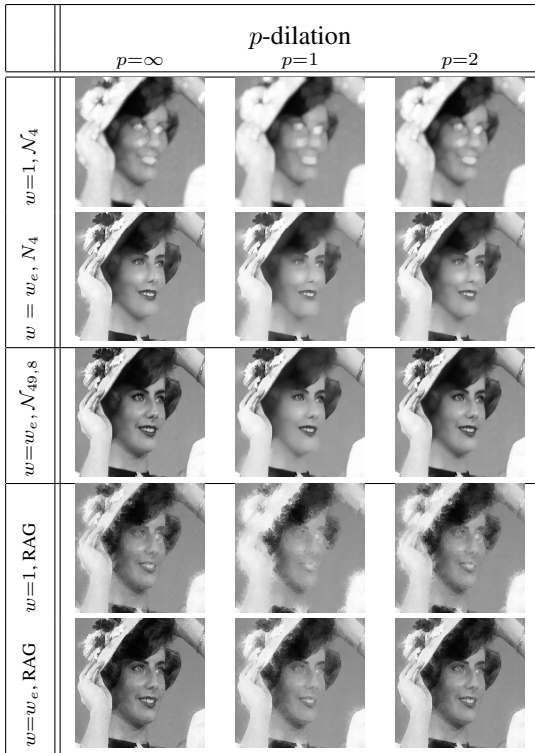 p-dilation
p=∞ p=1 p=2
w=1, 𝒩₄
w = wₑ, N₄
w=wₑ, 𝒩₄₉,₈
w=1, RAG
w=wₑ, RAG